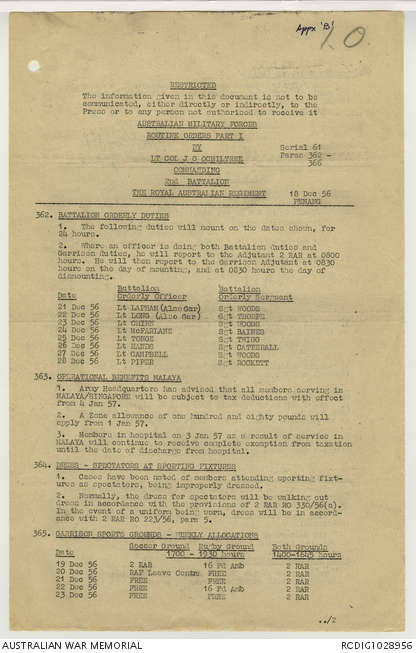 Appx 'B'
10
RESTRICTED
The information given in this document is not to be
communicated, either directly or indirectly, to the
Press or to any person not authorised to receive it
AUSTRALIAN MILITARY FORCES
ROUTINE ORDERS PART I
BY
Serial 61
LT COL J G OCHILTREE
Paras 362 -
366
COMMANDING
2nd BATTALION
THE ROYAL AUSTRALIAN REGIMENT
18 Dec 56
PENANG
362. BATTALION ORDERLY DUTIES
1. The following duties will mount on the dates shown, for
24 hours.
2. Where an officer is doing both Battalion duties and
Garrison duties, he will report to the Adjutant 2 RAR at 0800
hours. He will then report to the Garrison Adjutant at 0830
hours on the day of mounting, and at 0830 hours the day of
dismounting.
Date Battalion Orderly Officer Battalion Orderly Sergeant
21 Dec 56 Lt LAPHAN (Also Gar) Sgt WOODS
22 Dec 56 Lt LONG (Also Gar) Sgt THORPE
23 Dec 56 Lt CHINN Sgt WOODS
24 Dec 56 Lt McFARLANE Sgt BAINES
25 Dec 56 Lt TONGE Sgt TRIGG
26 Dec 56 Lt HANDS Sgt CATTERALL
27 Dec 56 Lt CAMPBELL Sgt WOODS
28 Dec 56 Lt PIPER Sgt ROCKETT
363. OPERATIONAL BENEFITS MALAYA
1. Army Headquarters has advised that all members serving in
MALAYA/SINGAPORE will be subject to tax deductions with effect
from 4 Jan 57.
2. A Zone allowance of one hundred and eighty pounds will
apply from 1 Jan 57.
3. Members in hospital on 3 Jan 57 as a result of service in
MALAYA will continue to receive complete exemption from taxation
until the date of discharge from hospital.
364. DRESS - SPECTATORS AT SPORTING FIXTURES
1. Cases have been noted of members attending sporting fixt-
ures as spectators, being improperly dressed.
2. Normally, the dress for spectators will be walking out
dress in accordance with the provisions of 2 RAR RO 330/56(c).
In the event of a uniform being worn, dress will be in accord-
ance with 2 RAR RO 223/56, para 5.
365. GARRISON SPORTS GROUNDS - WEEKLY ALLOCATIONS
Soccer Ground Rugby Ground Both Grounds
Date 1700 - 1930 hours 1400-1645 hours
19 Dec 56 2 RAR 16 Fd Amb 2 RAR
20 Dec 56 RAF Leave Centre FREE 2 RAR
21 Dec 56 FREE FREE 2 RAR
22 Dec 56 FREE 16 Fd Amb 2 RAR
23 Dec 56 FREE FREE 2 RAR
../2
AUSTRALIAN WAR MEMORIAL
RCDIG1028956